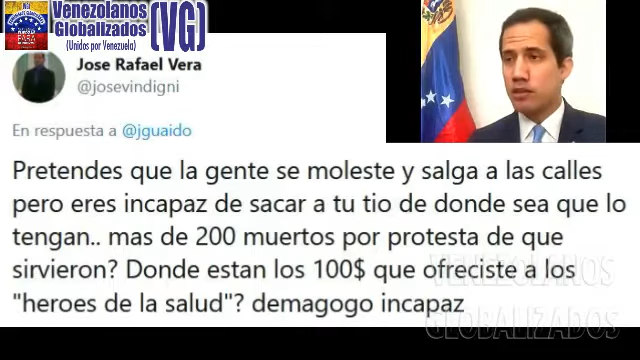 Venezolanos
Globalizados
(Unidos por Venezuela)
(VG)
Jose Rafael Vera
@josevindigni
En respuesta a @jguaido
Pretendes que la gente se moleste y salga a las calles
pero eres incapaz de sacar a tu tio de donde sea que lo
tengan.. mas de 200 muertos por protesta de que
sirvieron? Donde estan los 100$ que ofreciste a los
"heroes de la salud"? demagogo incapaz
VENEZOLANOS
GLOBALIZADOS